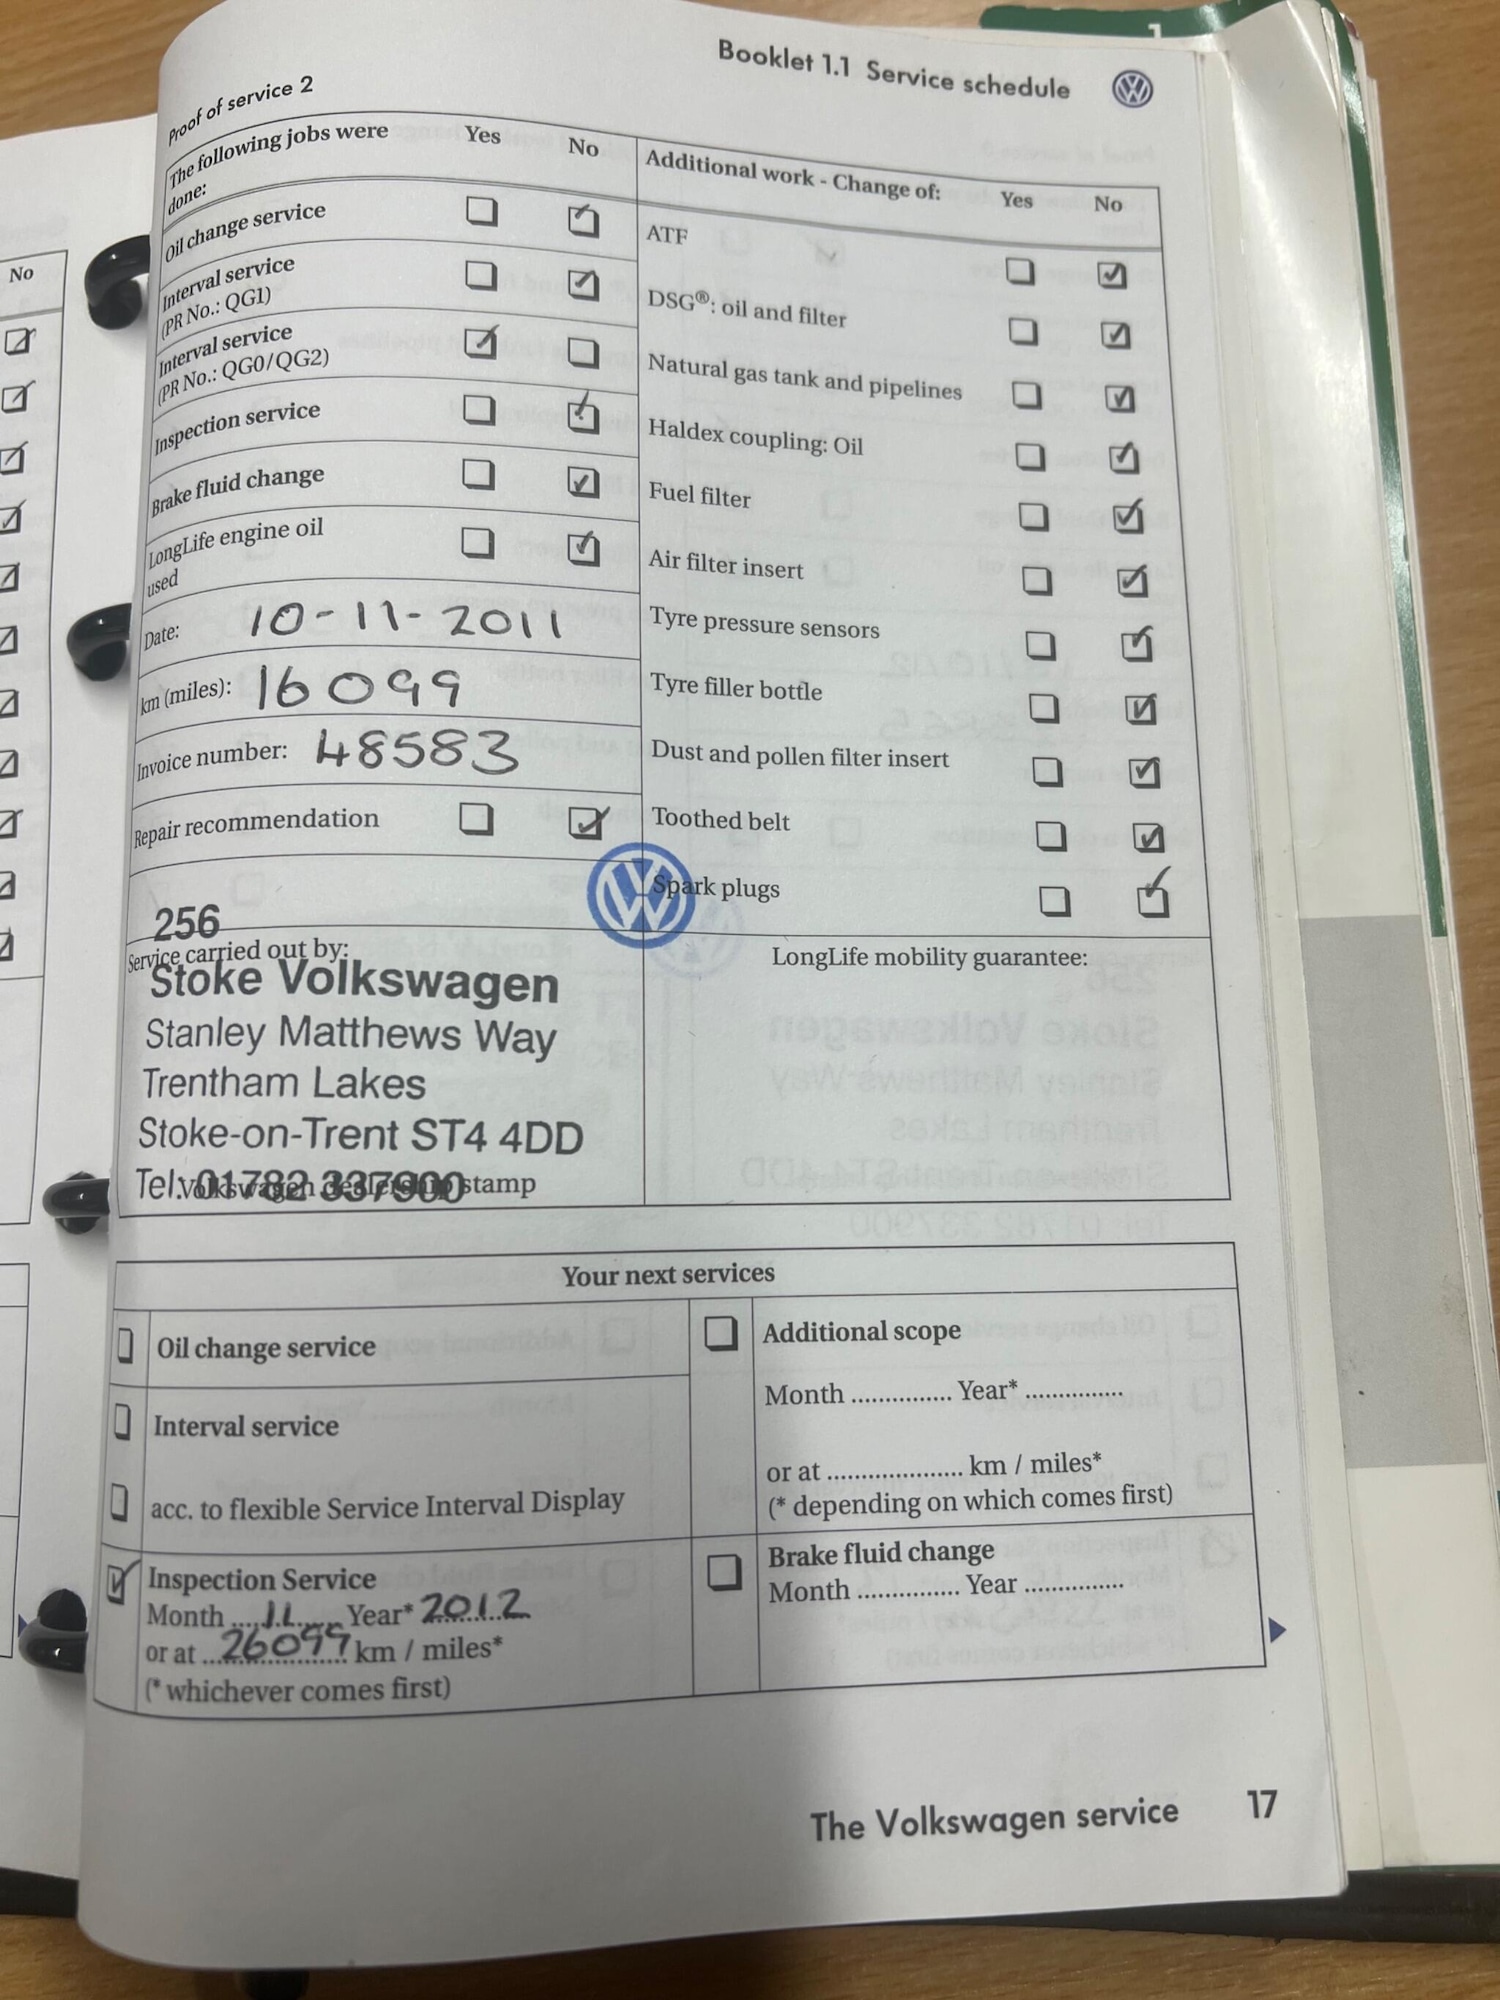 Booklet 1.1 Service schedule
Proof of service 2
The following jobs were done:
Yes No
Oil change service
Interval service
(PR No.: QG1)
Interval service
(PR No.: QG0/QG2)
Inspection service
Brake fluid change
LongLife engine oil
used
Date: 10-11-2011
km (miles): 16099
Invoice number: 48583
Repair recommendation
256
Service carried out by:
Stoke Volkswagen
Stanley Matthews Way
Trentham Lakes
Stoke-on-Trent ST4 4DD
Tel: 01782 337900
Volkswagen dealership stamp
Additional work - Change of: Yes No
ATF
DSG®: oil and filter
Natural gas tank and pipelines
Haldex coupling: Oil
Fuel filter
Air filter insert
Tyre pressure sensors
Tyre filler bottle
Dust and pollen filter insert
Toothed belt
Spark plugs
LongLife mobility guarantee:
Your next services
Oil change service
Interval service
acc. to flexible Service Interval Display
Inspection Service
Month ....11...... Year* 2012
or at ...26099 km / miles*
(* whichever comes first)
Additional scope
Month ............... Year* ...............
or at .................... km / miles*
(* depending on which comes first)
Brake fluid change
Month ............... Year ...............
The Volkswagen service 17
No
1